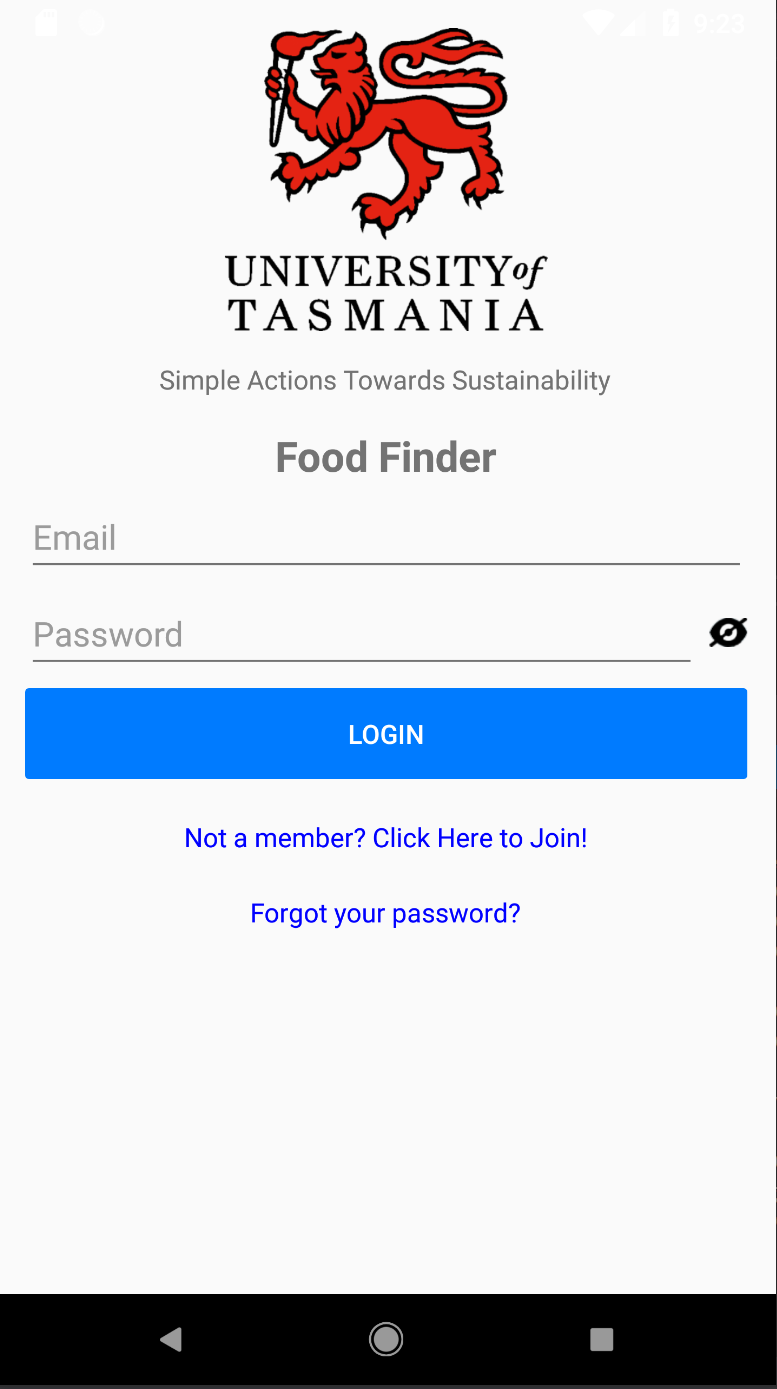 9:23
UNIVERSITY of
TASMANIA
Simple Actions Towards Sustainability
Food Finder
Email
Password
LOGIN
Not a member? Click Here to Join!
Forgot your password?